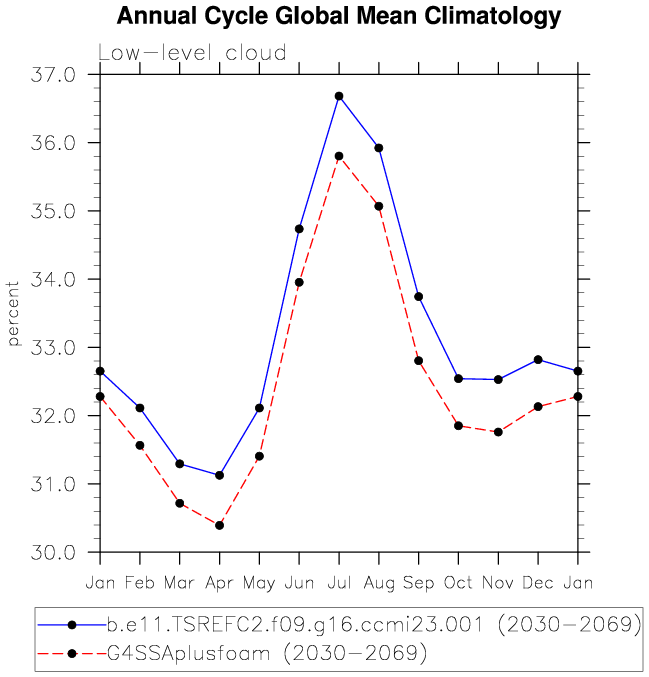 Annual Cycle Global Mean Climatology
Low-level cloud
37.0
36.0
35.0
34.0
33.0
32.0
31.0
30.0
percent
Jan Feb Mar Apr May Jun Jul Aug Sep Oct Nov Dec Jan
b.e11.TSREFC2.f09.g16.ccmi23.001 (2030-2069)
G4SSAplusfoam (2030-2069)